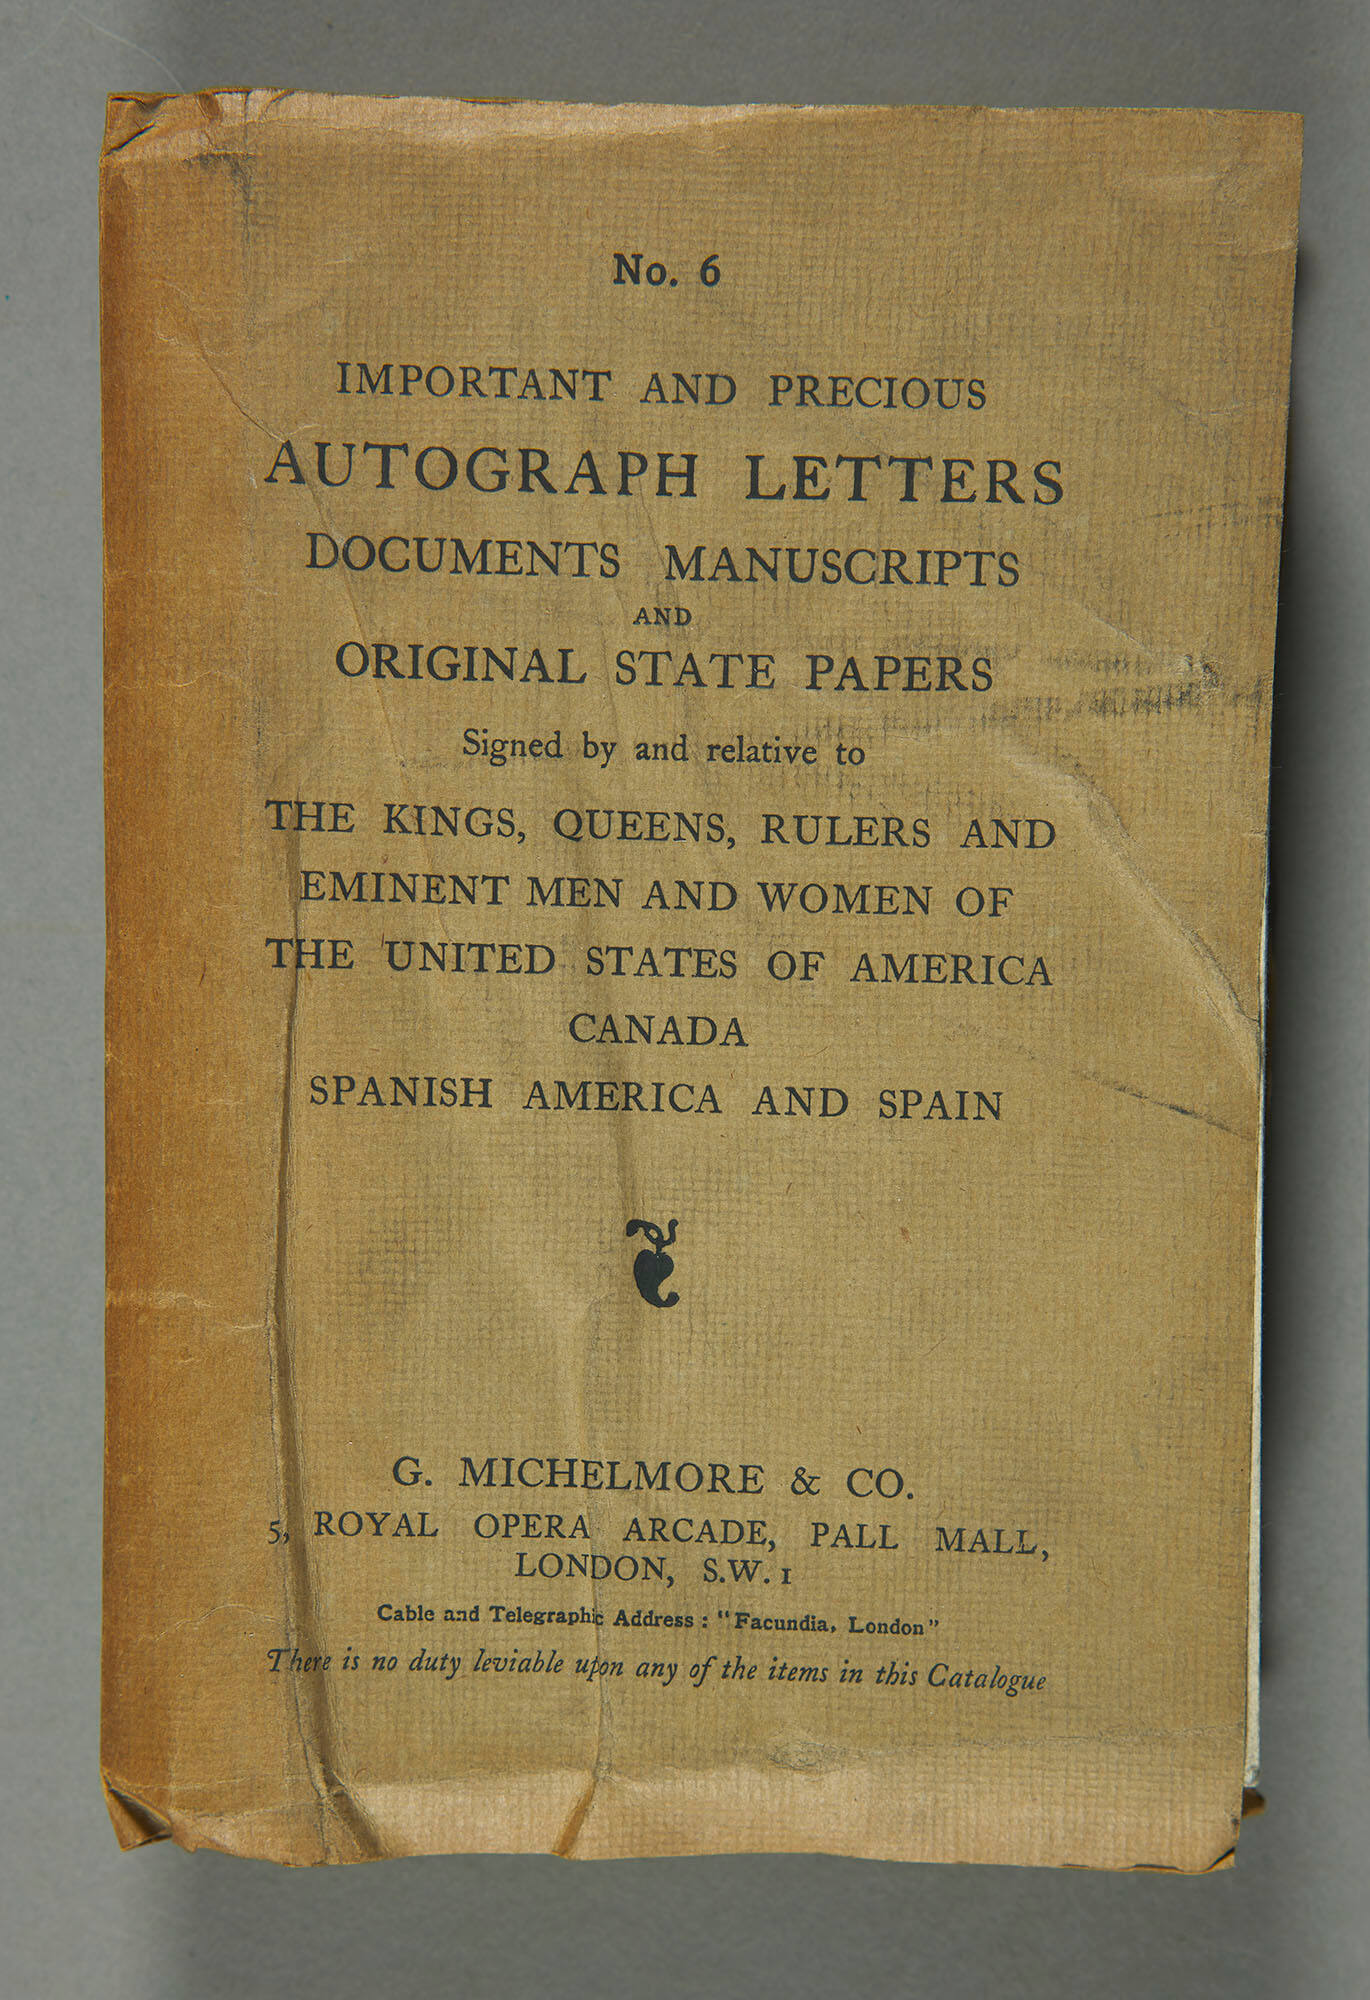 No. 6
IMPORTANT AND PRECIOUS
AUTOGRAPH LETTERS
DOCUMENTS MANUSCRIPTS
AND
ORIGINAL STATE PAPERS
Signed by and relative to
THE KINGS, QUEENS, RULERS AND
EMINENT MEN AND WOMEN OF
THE UNITED STATES OF AMERICA
CANADA
SPANISH AMERICA AND SPAIN
G. MICHELMORE & CO.
5, ROYAL OPERA ARCADE, PALL MALL,
LONDON, S.W. 1
Cable and Telegraphic Address : "Facundia, London"
There is no duty leviable upon any of the items in this Catalogue